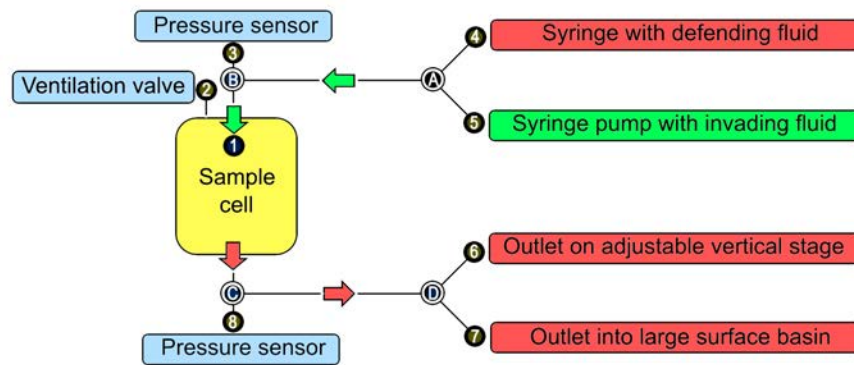 Pressure sensor
3
4
Syringe with defending fluid
B
A
Ventilation valve
2
5
Syringe pump with invading fluid
1
Sample
cell
6
Outlet on adjustable vertical stage
C
D
8
7
Outlet into large surface basin
Pressure sensor